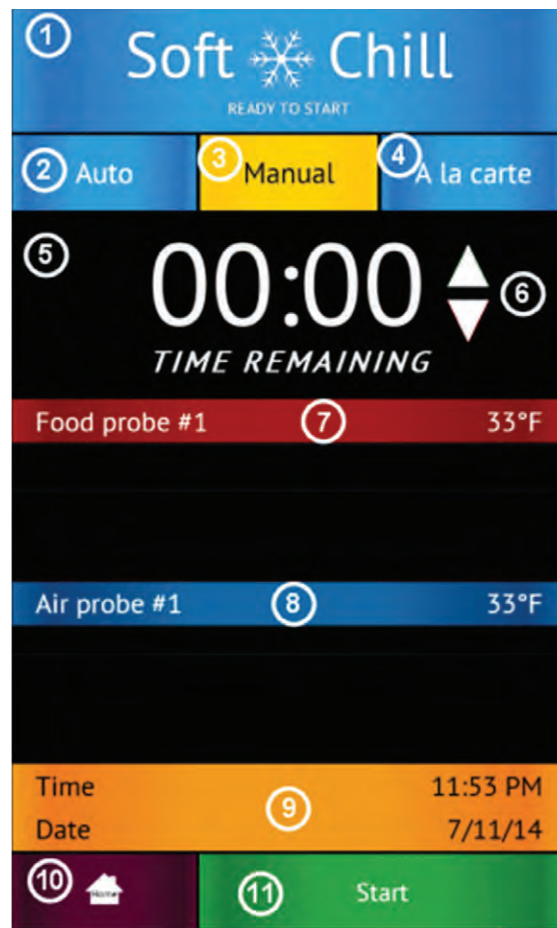 1
Soft Chill
READY TO START
2 Auto
3 Manual
4 A la carte
5
00:00
6
TIME REMAINING
Food probe #1 7 33°F
Air probe #1 8 33°F
Time 11:53 PM
9
Date 7/11/14
10 Home
11 Start